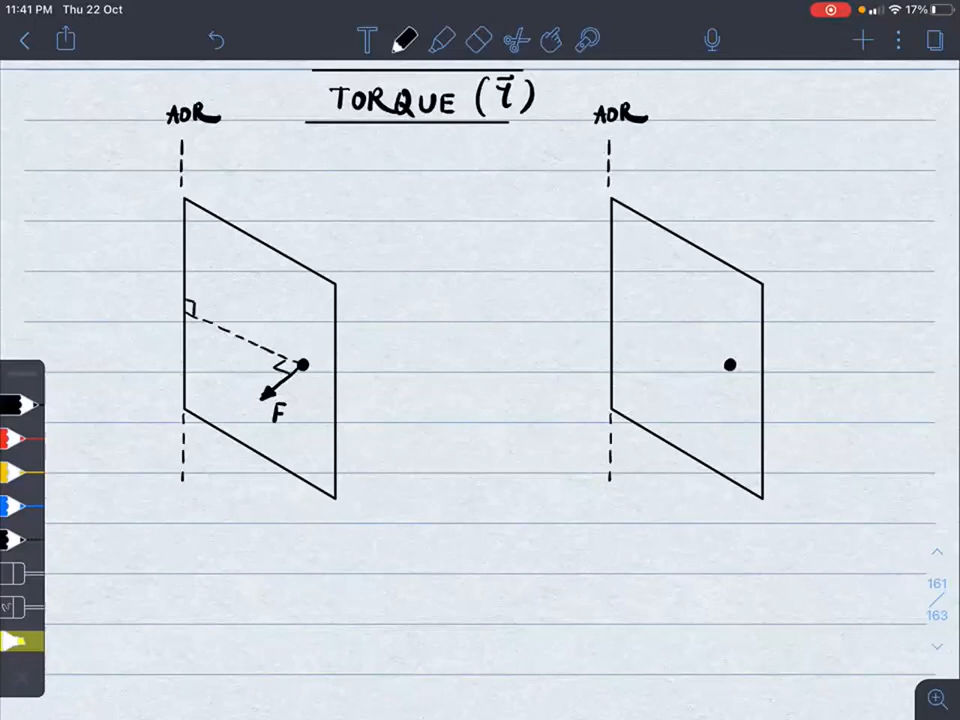 11:41 PM Thu 22 Oct
17%
T
TORQUE (τ⃗)
AOR
AOR
F
161
163